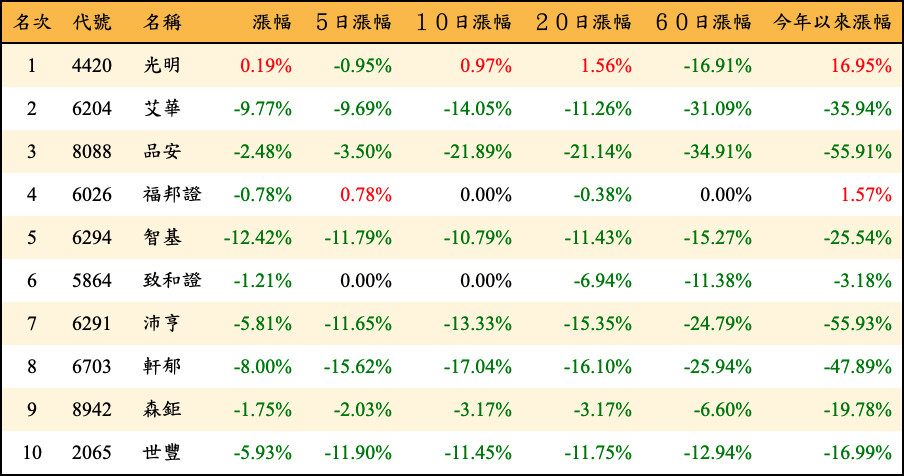 名次 代號 名稱 漲幅 ５日漲幅 １０日漲幅 ２０日漲幅 ６０日漲幅 今年以來漲幅
1 4420 光明 0.19% -0.95% 0.97% 1.56% -16.91% 16.95%
2 6204 艾華 -9.77% -9.69% -14.05% -11.26% -31.09% -35.94%
3 8088 品安 -2.48% -3.50% -21.89% -21.14% -34.91% -55.91%
4 6026 福邦證 -0.78% 0.78% 0.00% -0.38% 0.00% 1.57%
5 6294 智基 -12.42% -11.79% -10.79% -11.43% -15.27% -25.54%
6 5864 致和證 -1.21% 0.00% 0.00% -6.94% -11.38% -3.18%
7 6291 沛亨 -5.81% -11.65% -13.33% -15.35% -24.79% -55.93%
8 6703 軒郁 -8.00% -15.62% -17.04% -16.10% -25.94% -47.89%
9 8942 森鉅 -1.75% -2.03% -3.17% -3.17% -6.60% -19.78%
10 2065 世豐 -5.93% -11.90% -11.45% -11.75% -12.94% -16.99%